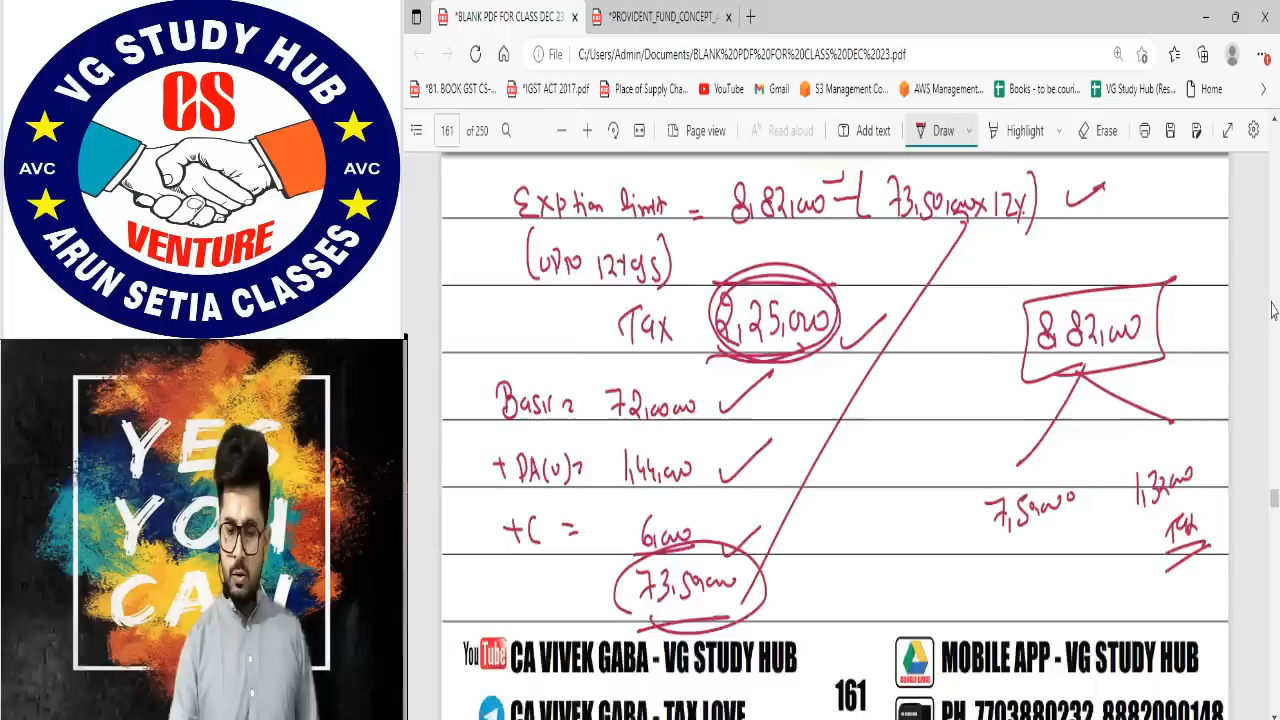 VG STUDY HUB
CS
AVC
AVC
VENTURE
ARUN SETIA CLASSES
YES
YOU
CAN
*BLANK PDF FOR CLASS DEC 23
*PROVIDENT_FUND_CONCEPT_
File
C:/Users/Admin/Documents/BLANK%20PDF%20FOR%20CLASS%20DEC%2023.pdf
*81. BOOK GST CS-...
*IGST ACT 2017.pdf
Place of Supply Cha...
YouTube
Gmail
S3 Management Co...
AWS Management...
Books - to be couri...
VG Study Hub (Res...
Home
161 of 250
Page view
Read aloud
Add text
Draw
Highlight
Erase
Exption limit = 8,82,000 - ( 73,50,000 x 12% )
(upto 12%
Tax 2,25,000
8,82,000
Basic = 72,00,000
+ DA(U) = 1,44,000
+C = 6,000
73,50,000
7,50,000
1,32,000
Tax
YouTube CA VIVEK GABA - VG STUDY HUB
MOBILE APP - VG STUDY HUB
161
CA VIVEK GABA - TAX LOVE
PH. 7703880232, 8882090148